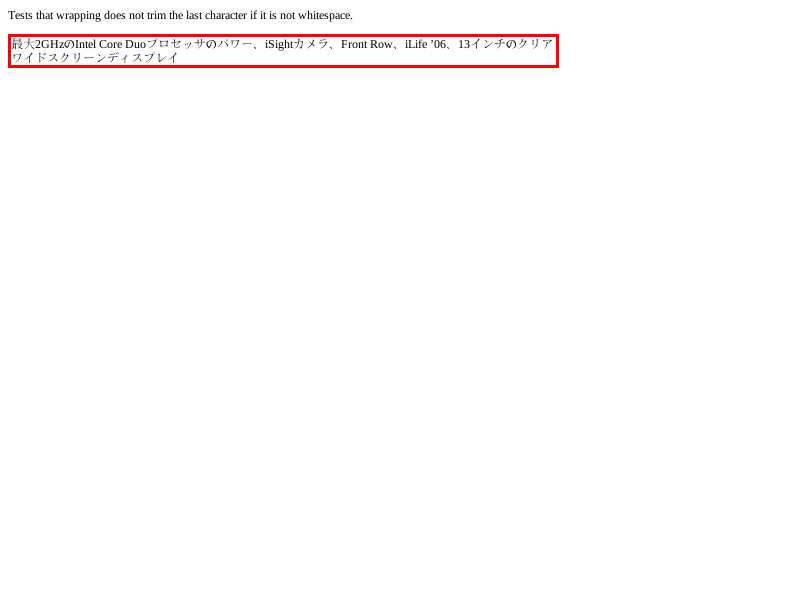 Tests that wrapping does not trim the last character if it is not whitespace.
最大2GHzのIntel Core Duoプロセッサのパワー、iSightカメラ、Front Row、iLife ’06、13インチのクリア
ワイドスクリーンディスプレイ